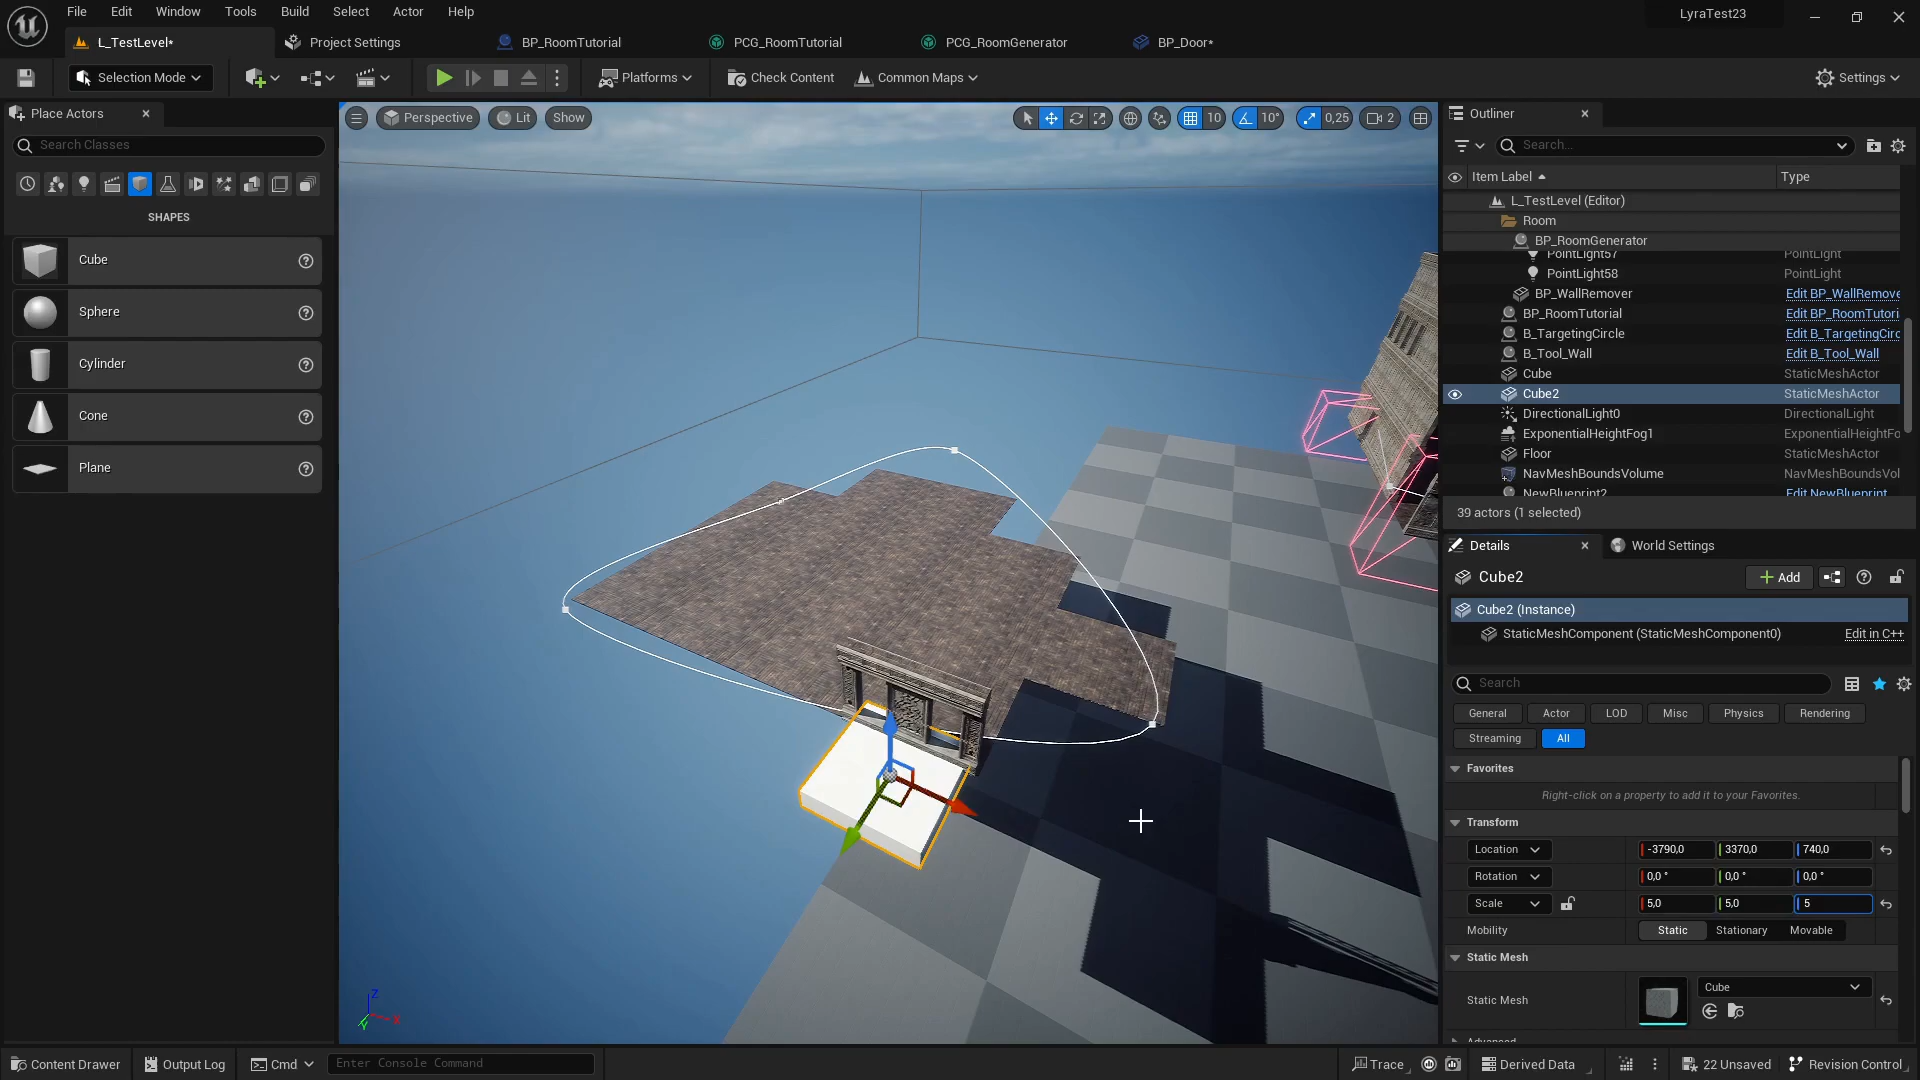 File Edit Window Tools Build Select Actor Help
LyraTest23
L_TestLevel* Project Settings BP_RoomTutorial PCG_RoomTutorial PCG_RoomGenerator BP_Door*
Selection Mode Platforms Check Content Common Maps Settings
Place Actors
Search Classes
SHAPES
Cube
Sphere
Cylinder
Cone
Plane
Perspective Lit Show 10 10° 0,25 2
Z
X
Y
Outliner
Search...
Item Label Type
L_TestLevel (Editor)
Room
BP_RoomGenerator
PointLight57 PointLight
PointLight58 PointLight
BP_WallRemover Edit BP_WallRemove
BP_RoomTutorial Edit BP_RoomTutori
B_TargetingCircle Edit B_TargetingCirc
B_Tool_Wall Edit B_Tool_Wall
Cube StaticMeshActor
Cube2 StaticMeshActor
DirectionalLight0 DirectionalLight
ExponentialHeightFog1 ExponentialHeightFo
Floor StaticMeshActor
NavMeshBoundsVolume NavMeshBoundsVol
NewBlueprint2 Edit NewBlueprint
39 actors (1 selected)
Details World Settings
Cube2 Add
Cube2 (Instance)
StaticMeshComponent (StaticMeshComponent0) Edit in C++
Search
General Actor LOD Misc Physics Rendering
Streaming All
Favorites
Right-click on a property to add it to your Favorites.
Transform
Location -3790,0 3370,0 740,0
Rotation 0,0 ° 0,0 ° 0,0 °
Scale 5,0 5,0 5
Mobility Static Stationary Movable
Static Mesh
Static Mesh Cube
Advanced
Content Drawer Output Log Cmd Enter Console Command Trace Derived Data 22 Unsaved Revision Control